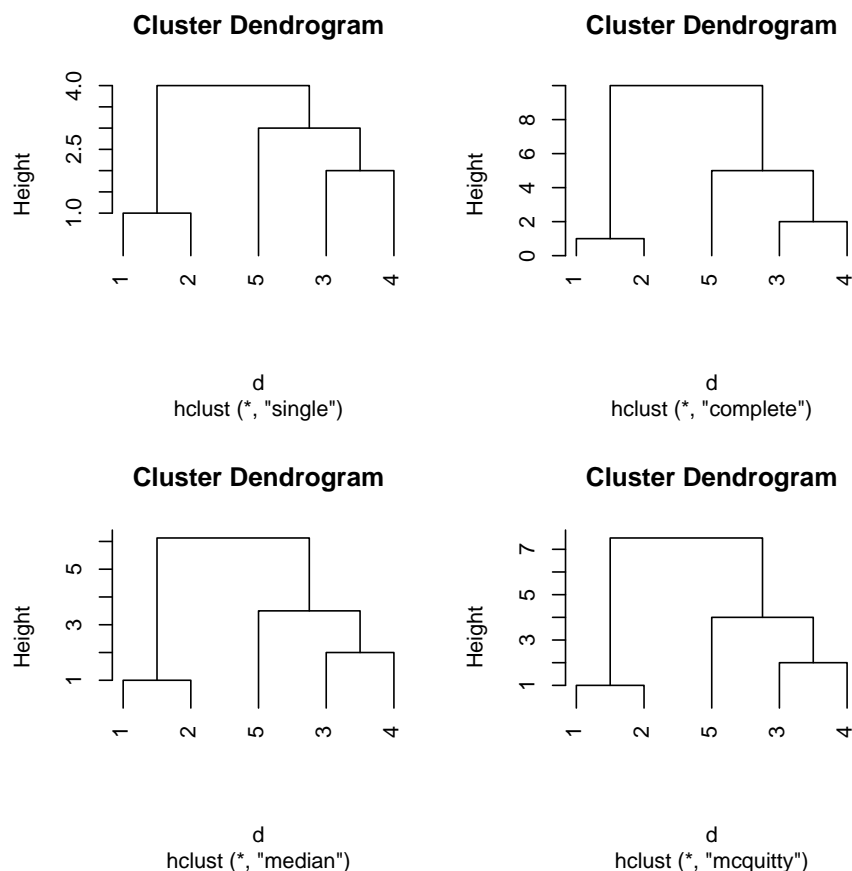 Cluster Dendrogram
Height
1.0
2.5
4.0
1
2
5
3
4
d
hclust (*, "single")
Cluster Dendrogram
Height
0
2
4
6
8
1
2
5
3
4
d
hclust (*, "complete")
Cluster Dendrogram
Height
1
3
5
1
2
5
3
4
d
hclust (*, "median")
Cluster Dendrogram
Height
1
3
5
7
1
2
5
3
4
d
hclust (*, "mcquitty")